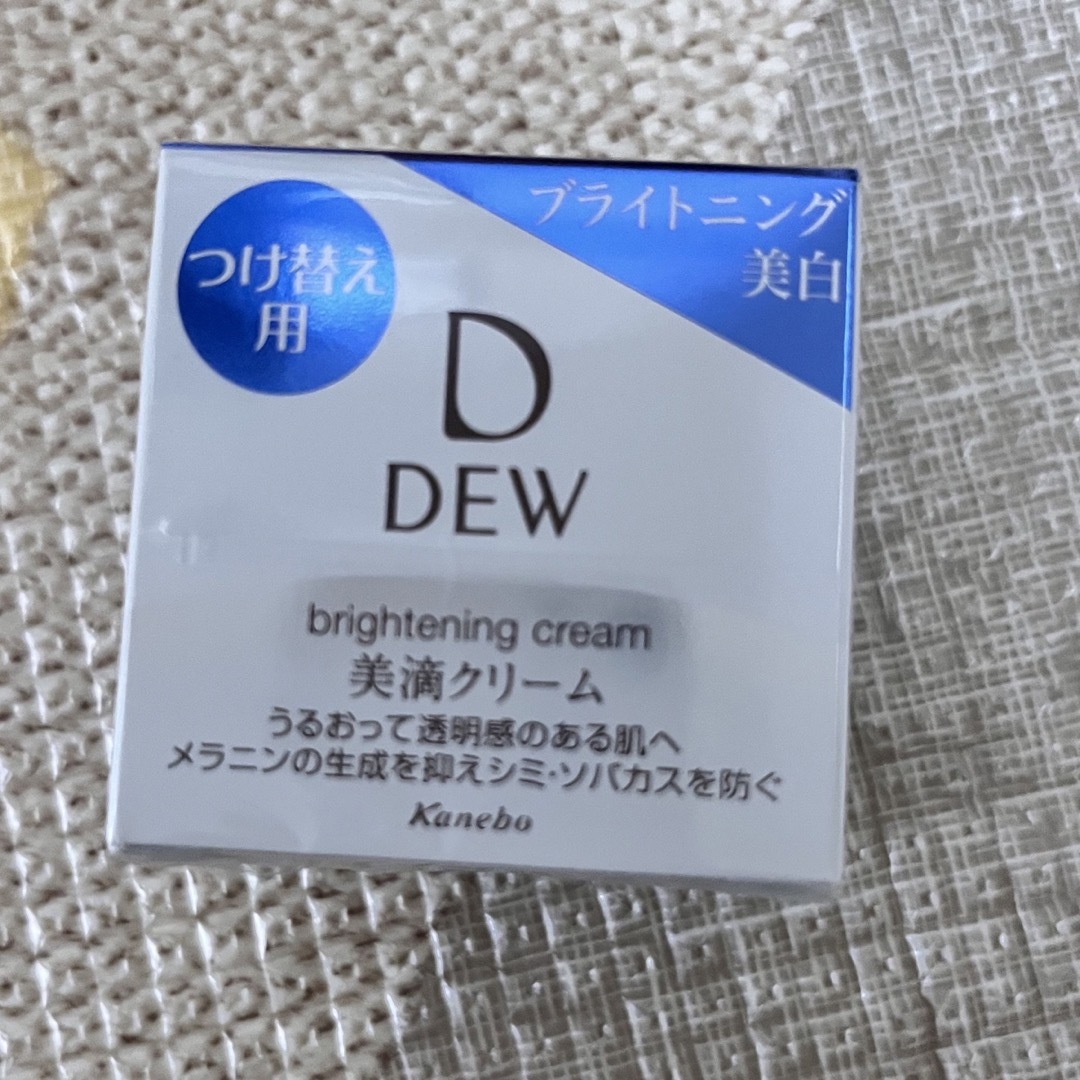 つけ替え
用
ブライトニング
美白
D
DEW
brightening cream
美滴クリーム
うるおって透明感のある肌へ
メラニンの生成を抑えシミ・ソバカスを防ぐ
Kanebo